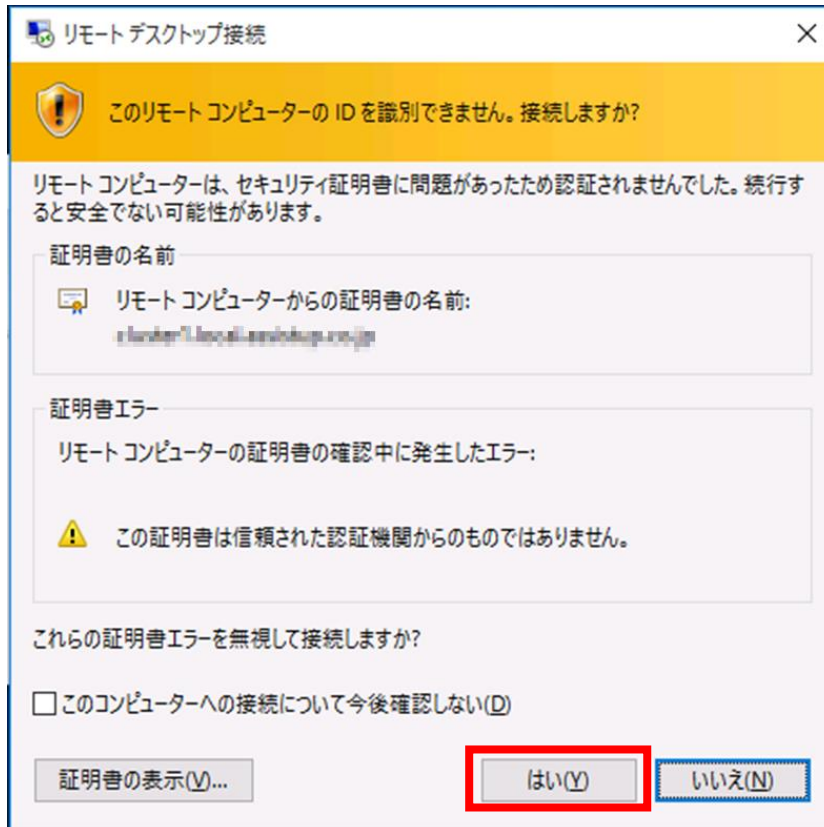 リモート デスクトップ接続
このリモート コンピューターの ID を識別できません。接続しますか?
リモート コンピューターは、セキュリティ証明書に問題があったため認証されませんでした。続行す
ると安全でない可能性があります。
証明書の名前
リモート コンピューターからの証明書の名前:
証明書エラー
リモート コンピューターの証明書の確認中に発生したエラー:
この証明書は信頼された認証機関からのものではありません。
これらの証明書エラーを無視して接続しますか?
このコンピューターへの接続について今後確認しない(D)
証明書の表示(V)...
はい(Y)
いいえ(N)